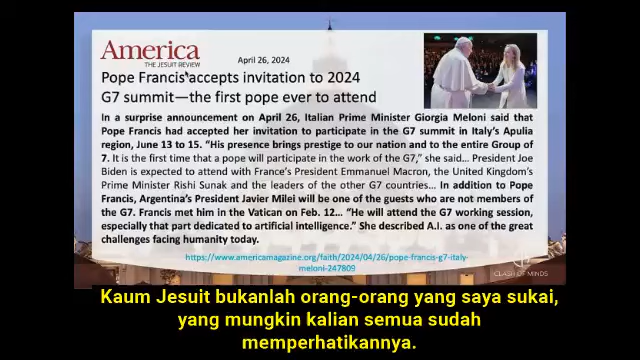 America
THE JESUIT REVIEW
April 26, 2024
Pope Francis accepts invitation to 2024
G7 summit—the first pope ever to attend
In a surprise announcement on April 26, Italian Prime Minister Giorgia Meloni said that
Pope Francis had accepted her invitation to participate in the G7 summit in Italy's Apulia
region, June 13 to 15. "His presence brings prestige to our nation and to the entire Group of
7. It is the first time that a pope will participate in the work of the G7," she said... President Joe
Biden is expected to attend with France's President Emmanuel Macron, the United Kingdom's
Prime Minister Rishi Sunak and the leaders of the other G7 countries... In addition to Pope
Francis, Argentina's President Javier Milei will be one of the guests who are not members of
the G7. Francis met him in the Vatican on Feb. 12... "He will attend the G7 working session,
especially that part dedicated to artificial intelligence." She described A.I. as one of the great
challenges facing humanity today.
https://www.americamagazine.org/faith/2024/04/26/pope-francis-g7-italy-
meloni-247809
CLASH OF MINDS
Kaum Jesuit bukanlah orang-orang yang saya sukai,
yang mungkin kalian semua sudah
memperhatikannya.